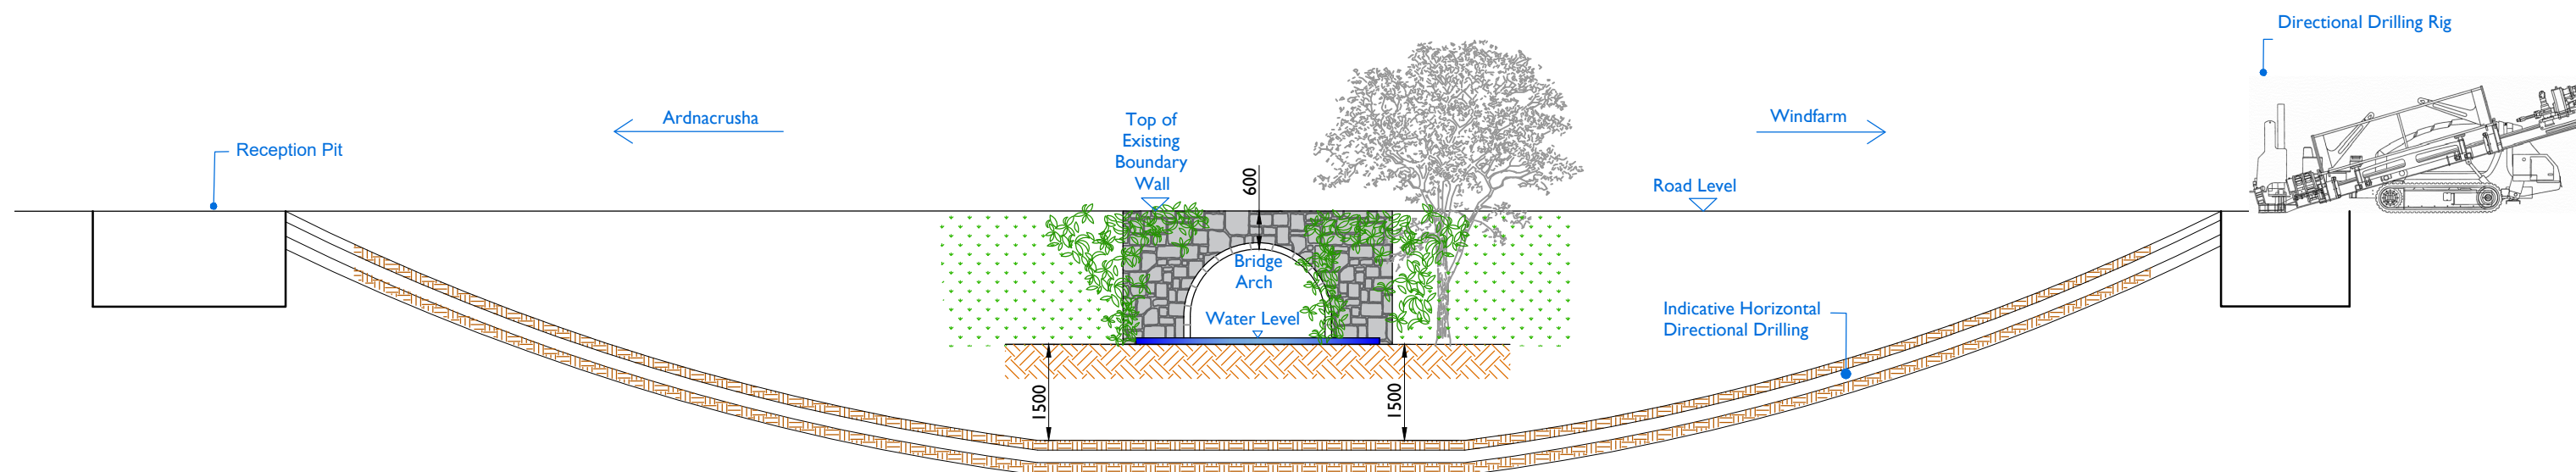 Directional Drilling Rig
Ardnacrusha
Top of
Existing
Boundary
Wall
Windfarm
Reception Pit
600
Road Level
Bridge
Arch
Water Level
Indicative Horizontal
Directional Drilling
1500
1500